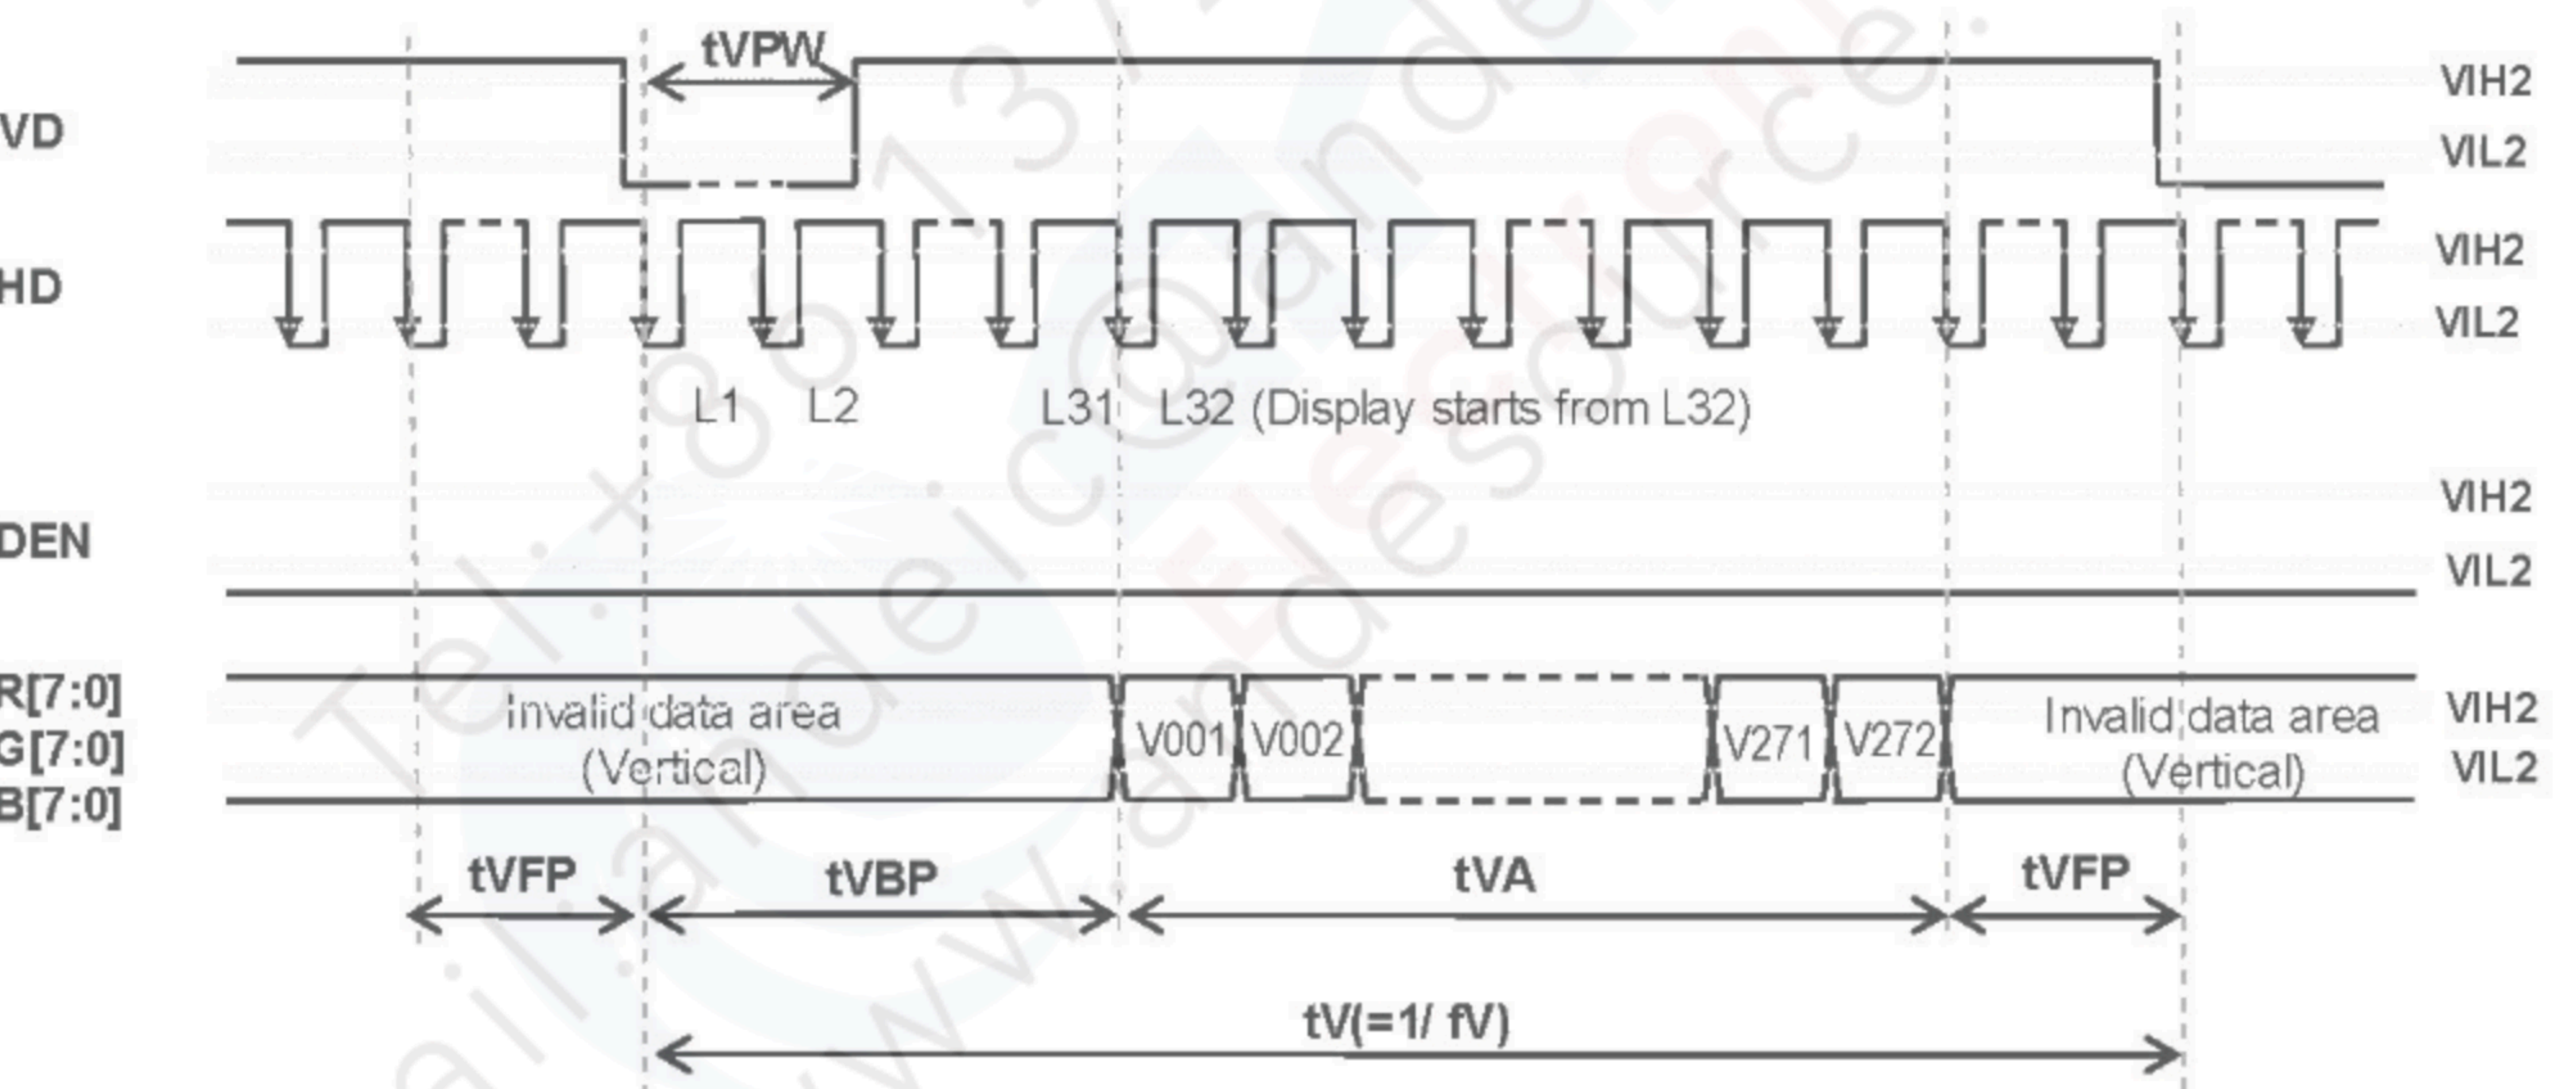 tVPW
VIH2
VD
VIL2
VIH2
HD
VIL2
L1 L2 L31 L32 (Display starts from L32)
VIH2
DEN
VIL2
R[7:0] Invalid data area V001 V002 V271 V272 Invalid data area VIH2
G[7:0] (Vertical) (Vertical) VIL2
B[7:0]
tVFP tVBP tVA tVFP
tV(=1/ fV)